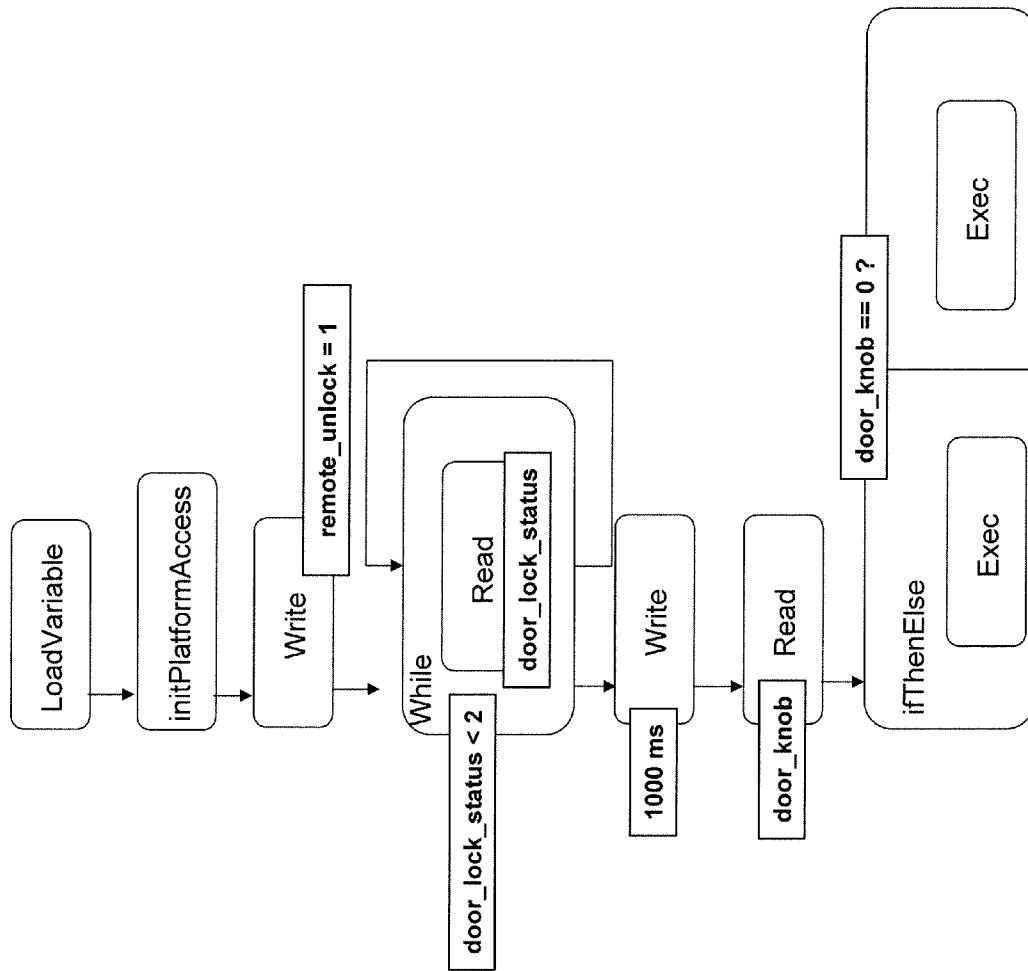 LoadVariable
initPlatformAccess
Write
remote_unlock = 1
While
door_lock_status < 2
Read
door_lock_status
Write
1000 ms
Read
door_knob
ifThenElse
door_knob == 0 ?
Exec
Exec